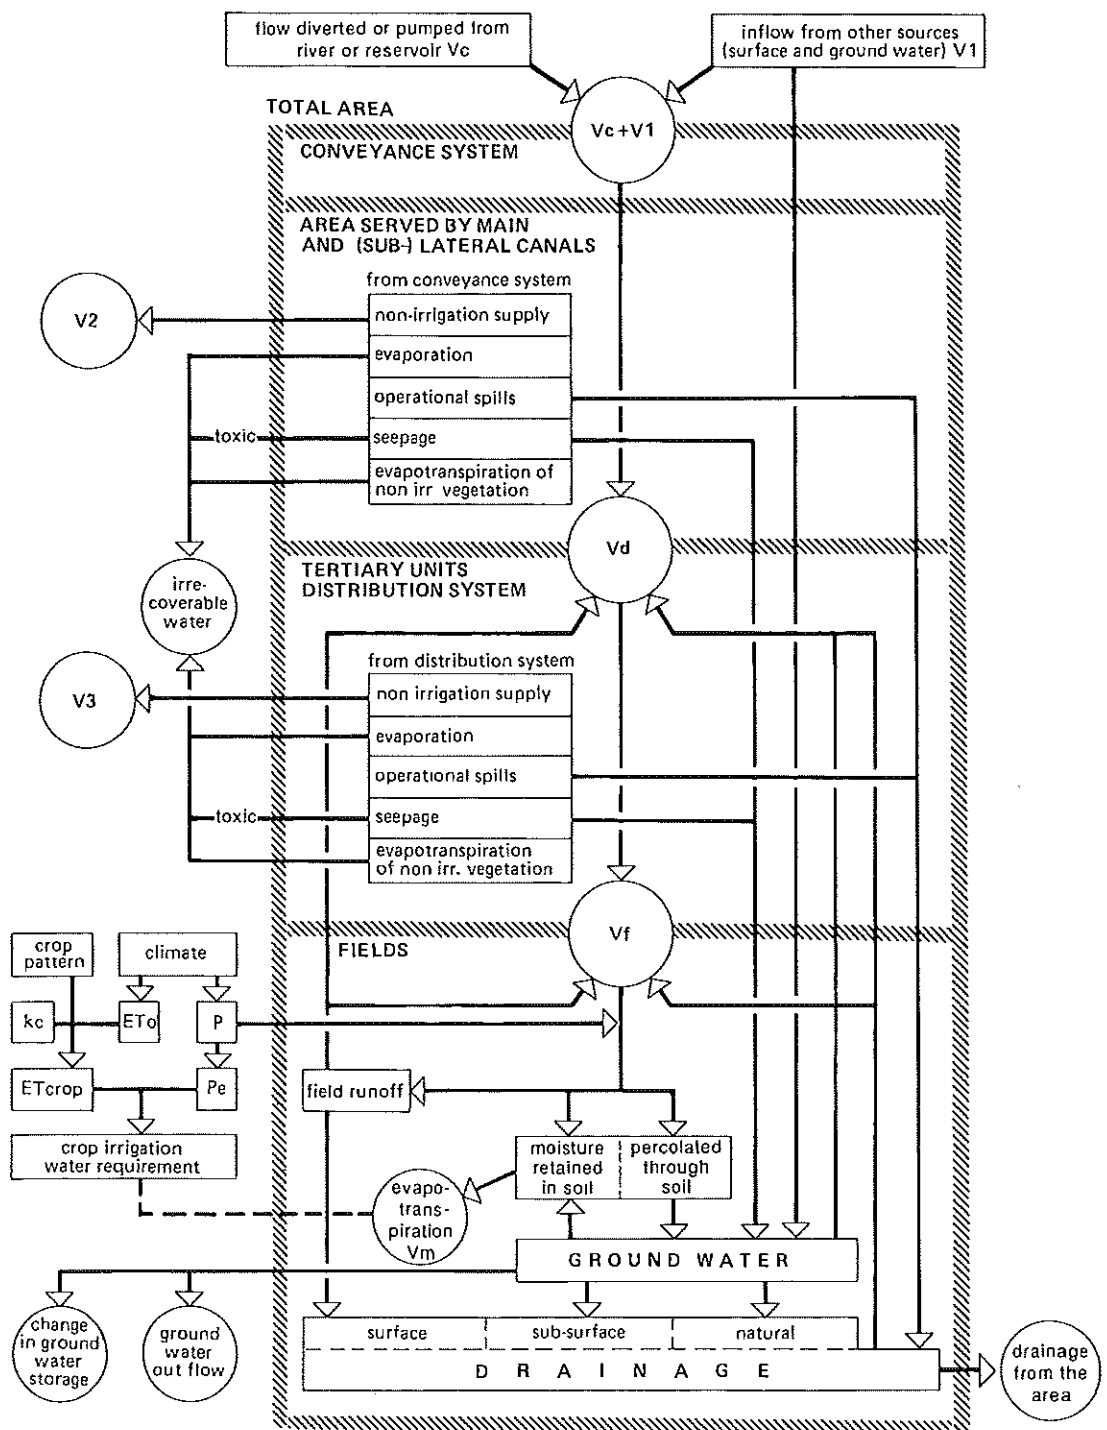 flow diverted or pumped from
river or reservoir Vc
inflow from other sources
(surface and ground water) V1
TOTAL AREA
Vc+V1
CONVEYANCE SYSTEM
AREA SERVED BY MAIN
AND (SUB-) LATERAL CANALS
from conveyance system
V2
non-irrigation supply
evaporation
operational spills
toxic
seepage
evapotranspiration of
non irr vegetation
Vd
TERTIARY UNITS
DISTRIBUTION SYSTEM
irre-
coverable
water
from distribution system
V3
non irrigation supply
evaporation
operational spills
toxic
seepage
evapotranspiration
of non irr. vegetation
Vf
FIELDS
crop
pattern
climate
kc
ETo
P
ETcrop
Pe
field runoff
crop irrigation
water requirement
moisture
retained
in soil
percolated
through
soil
evapo-
trans-
piration
Vm
GROUND WATER
change
in ground
water
storage
ground
water
out flow
surface
sub-surface
natural
DRAINAGE
drainage
from the
area